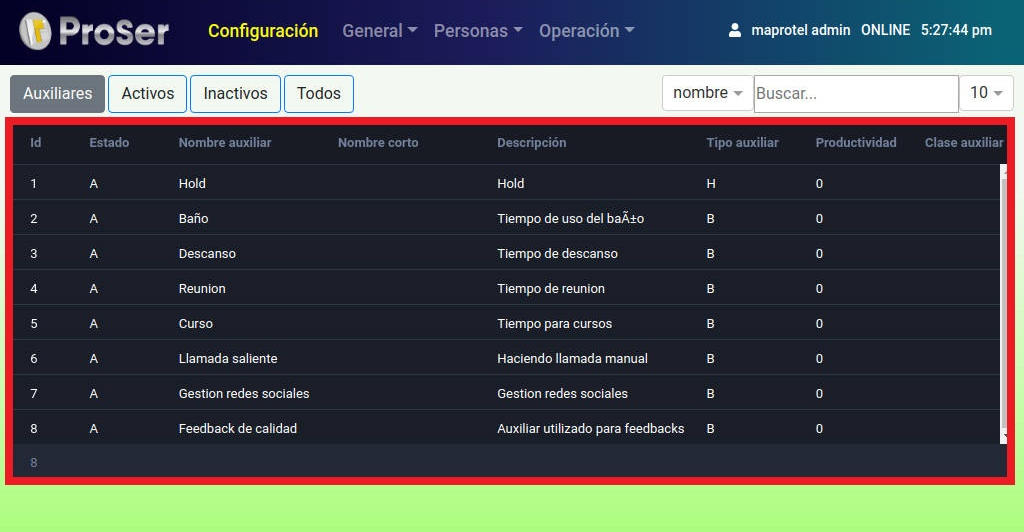 ProSer Configuración General Personas Operación maprotel admin ONLINE 5:27:44 pm
Auxiliares Activos Inactivos Todos nombre Buscar... 10
Id Estado Nombre auxiliar Nombre corto Descripción Tipo auxiliar Productividad Clase auxiliar
1 A Hold Hold H 0
2 A Baño Tiempo de uso del baÃ±o B 0
3 A Descanso Tiempo de descanso B 0
4 A Reunion Tiempo de reunion B 0
5 A Curso Tiempo para cursos B 0
6 A Llamada saliente Haciendo llamada manual B 0
7 A Gestion redes sociales Gestion redes sociales B 0
8 A Feedback de calidad Auxiliar utilizado para feedbacks B 0
8